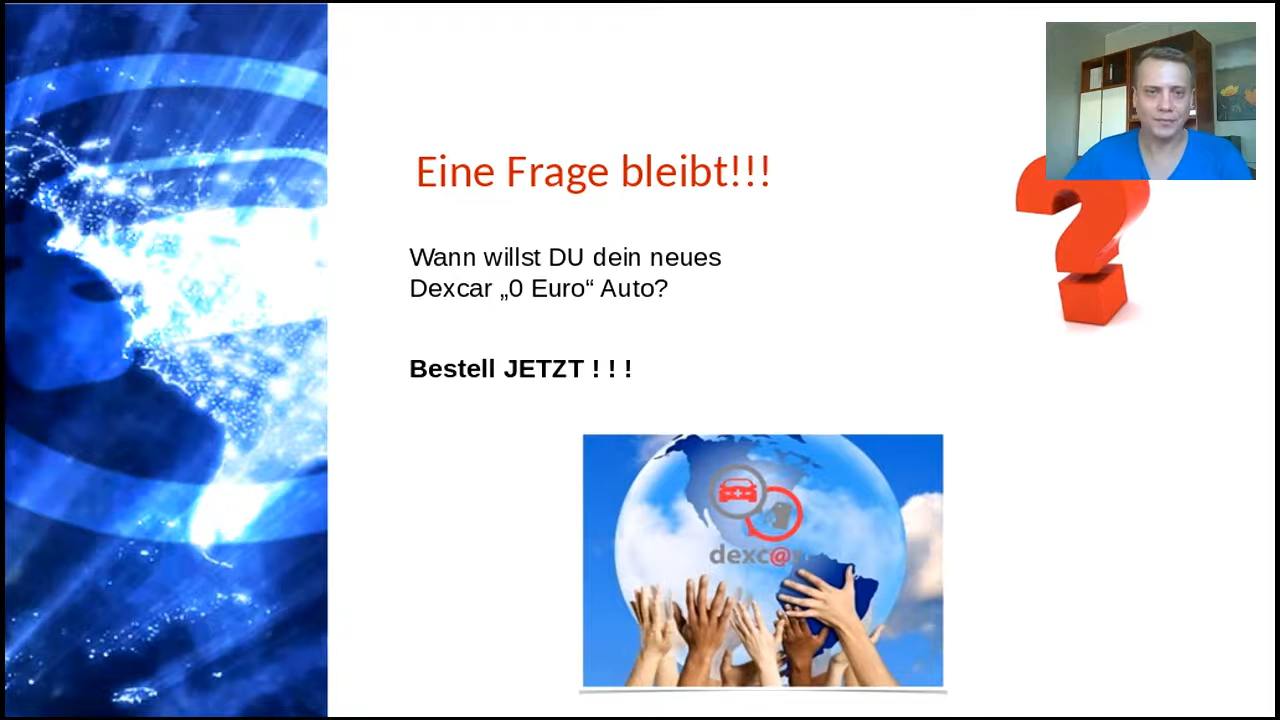 Eine Frage bleibt!!!
Wann willst DU dein neues
Dexcar „0 Euro“ Auto?
Bestell JETZT ! ! !
dexc@r